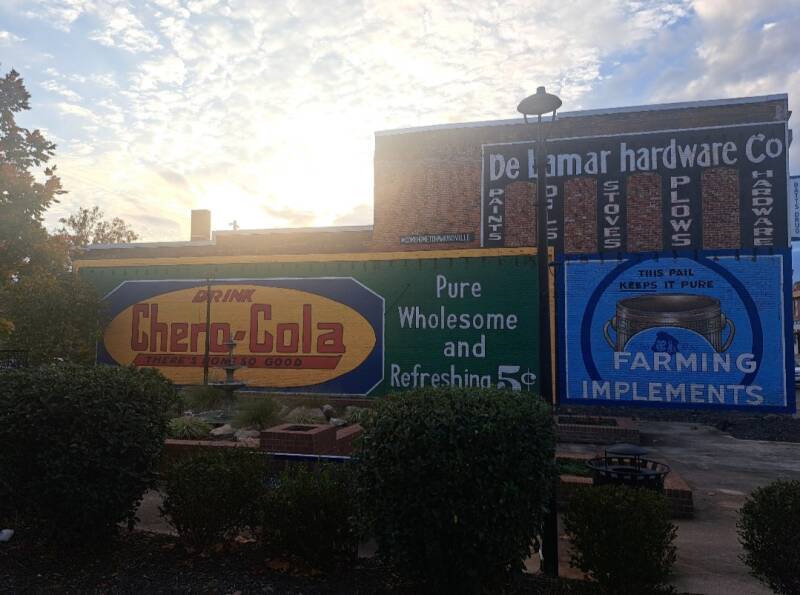 De Lamar hardware Co
PAINTS
OILS
STOVES
PLOWS
HARDWARE
DRINK
Chero-Cola
THERE'S NONE SO GOOD
Pure
Wholesome
and
Refreshing 5¢
THIS PAIL
KEEPS IT PURE
FARMING
IMPLEMENTS